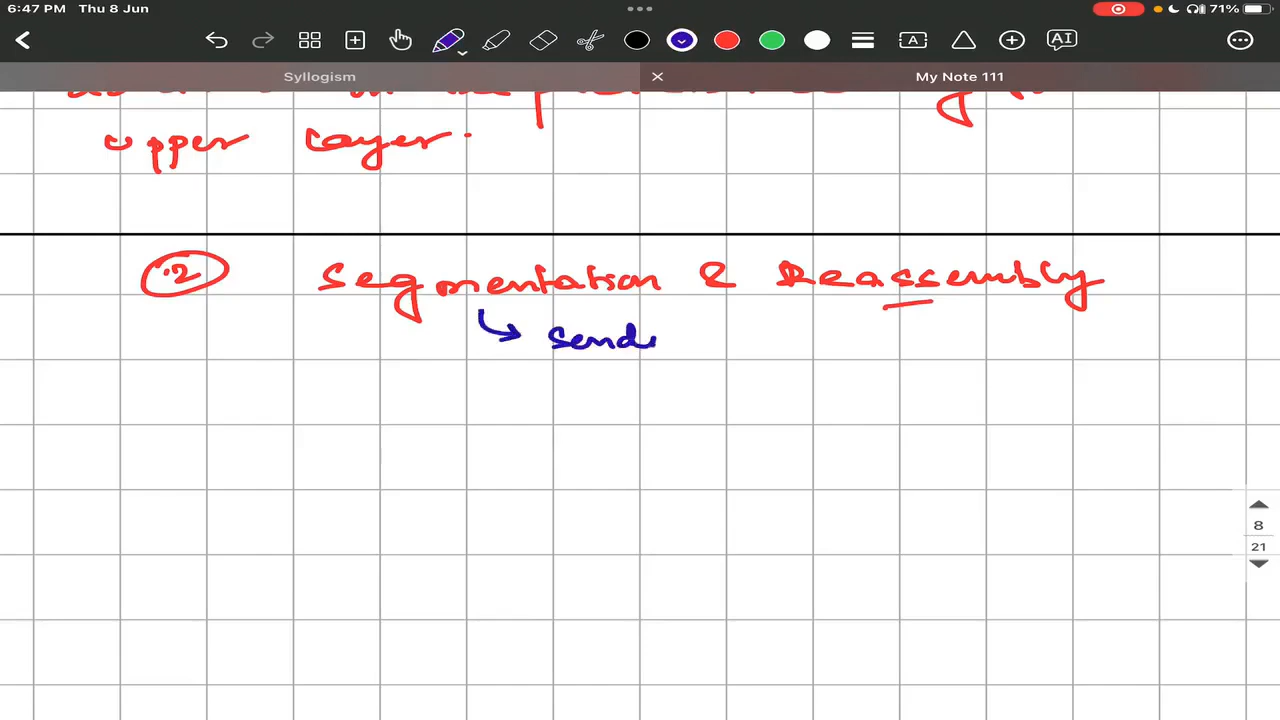 6:47 PM Thu 8 Jun
71%
A
AI
Syllogism
My Note 111
upper layer.
2 Segmentation & Reassembly
Send
8
21